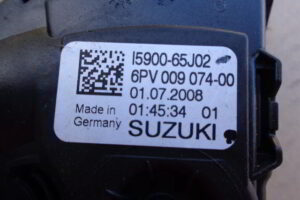 I5900-65J02
6PV 009 074-00
01.07.2008
Made in 01:45:34 01
Germany SUZUKI